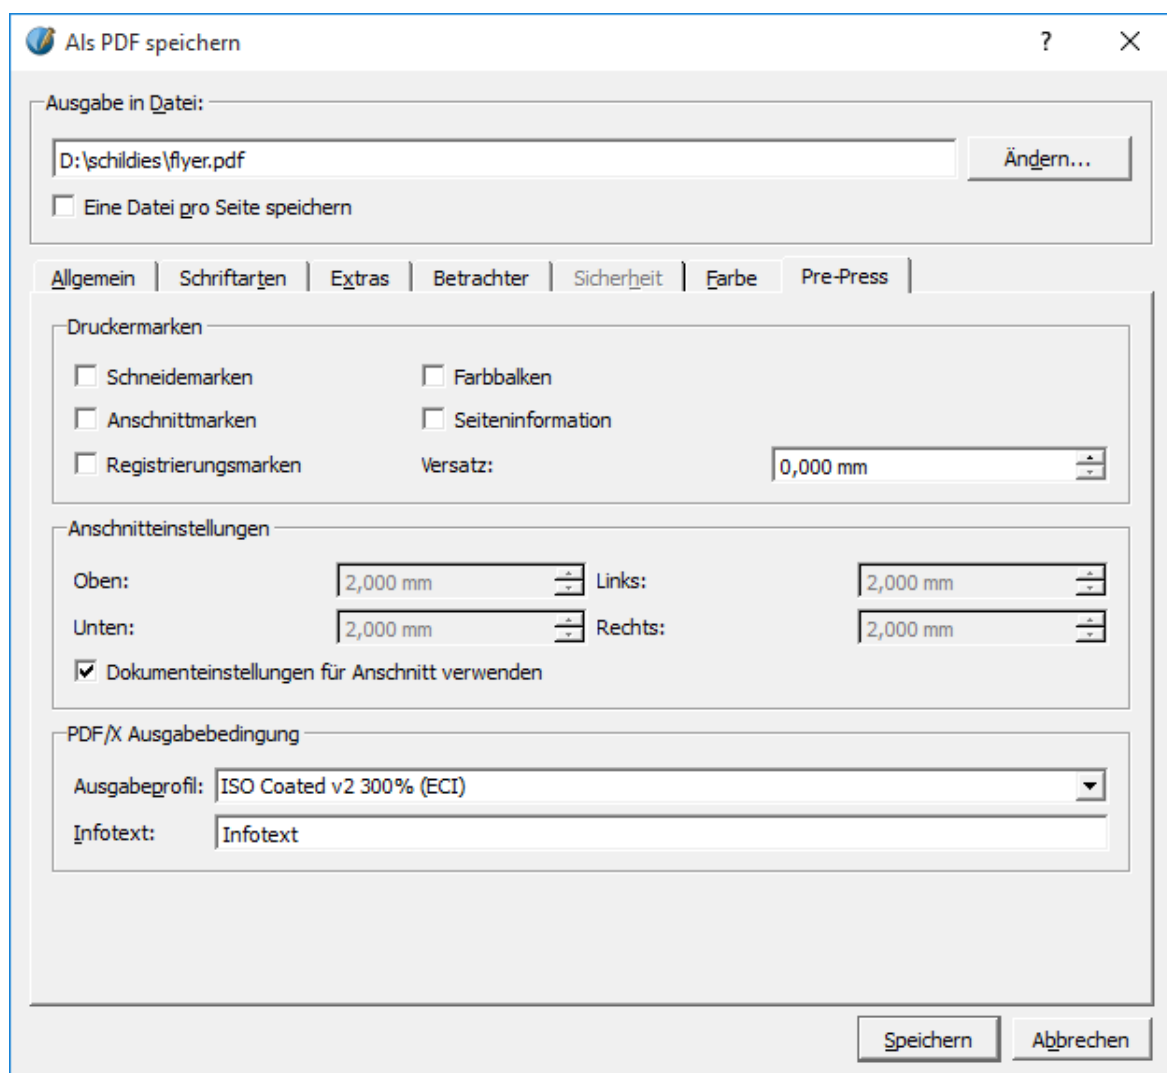 Als PDF speichern ?
Ausgabe in Datei:
D:\schildies\flyer.pdf Ändern...
Eine Datei pro Seite speichern
Allgemein Schriftarten Extras Betrachter Sicherheit Farbe Pre-Press
Druckermarken
Schneidemarken Farbbalken
Anschnittmarken Seiteninformation
Registrierungsmarken Versatz: 0,000 mm
Anschnitteinstellungen
Oben: 2,000 mm Links: 2,000 mm
Unten: 2,000 mm Rechts: 2,000 mm
Dokumenteinstellungen für Anschnitt verwenden
PDF/X Ausgabebedingung
Ausgabeprofil: ISO Coated v2 300% (ECI)
Infotext: Infotext
Speichern Abbrechen